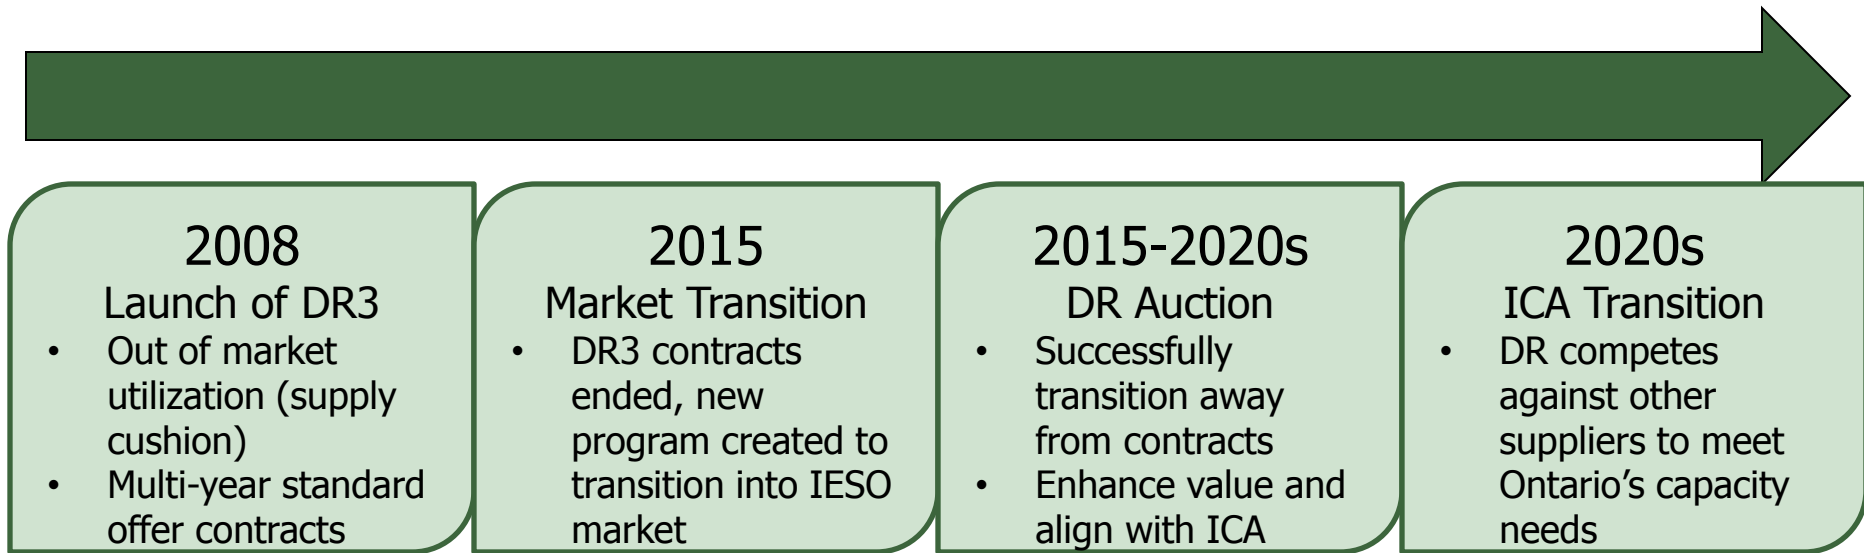 2008
Launch of DR3
• Out of market
utilization (supply
cushion)
• Multi-year standard
offer contracts
2015
Market Transition
• DR3 contracts
ended, new
program created to
transition into IESO
market
2015-2020s
DR Auction
• Successfully
transition away
from contracts
• Enhance value and
align with ICA
2020s
ICA Transition
• DR competes
against other
suppliers to meet
Ontario’s capacity
needs